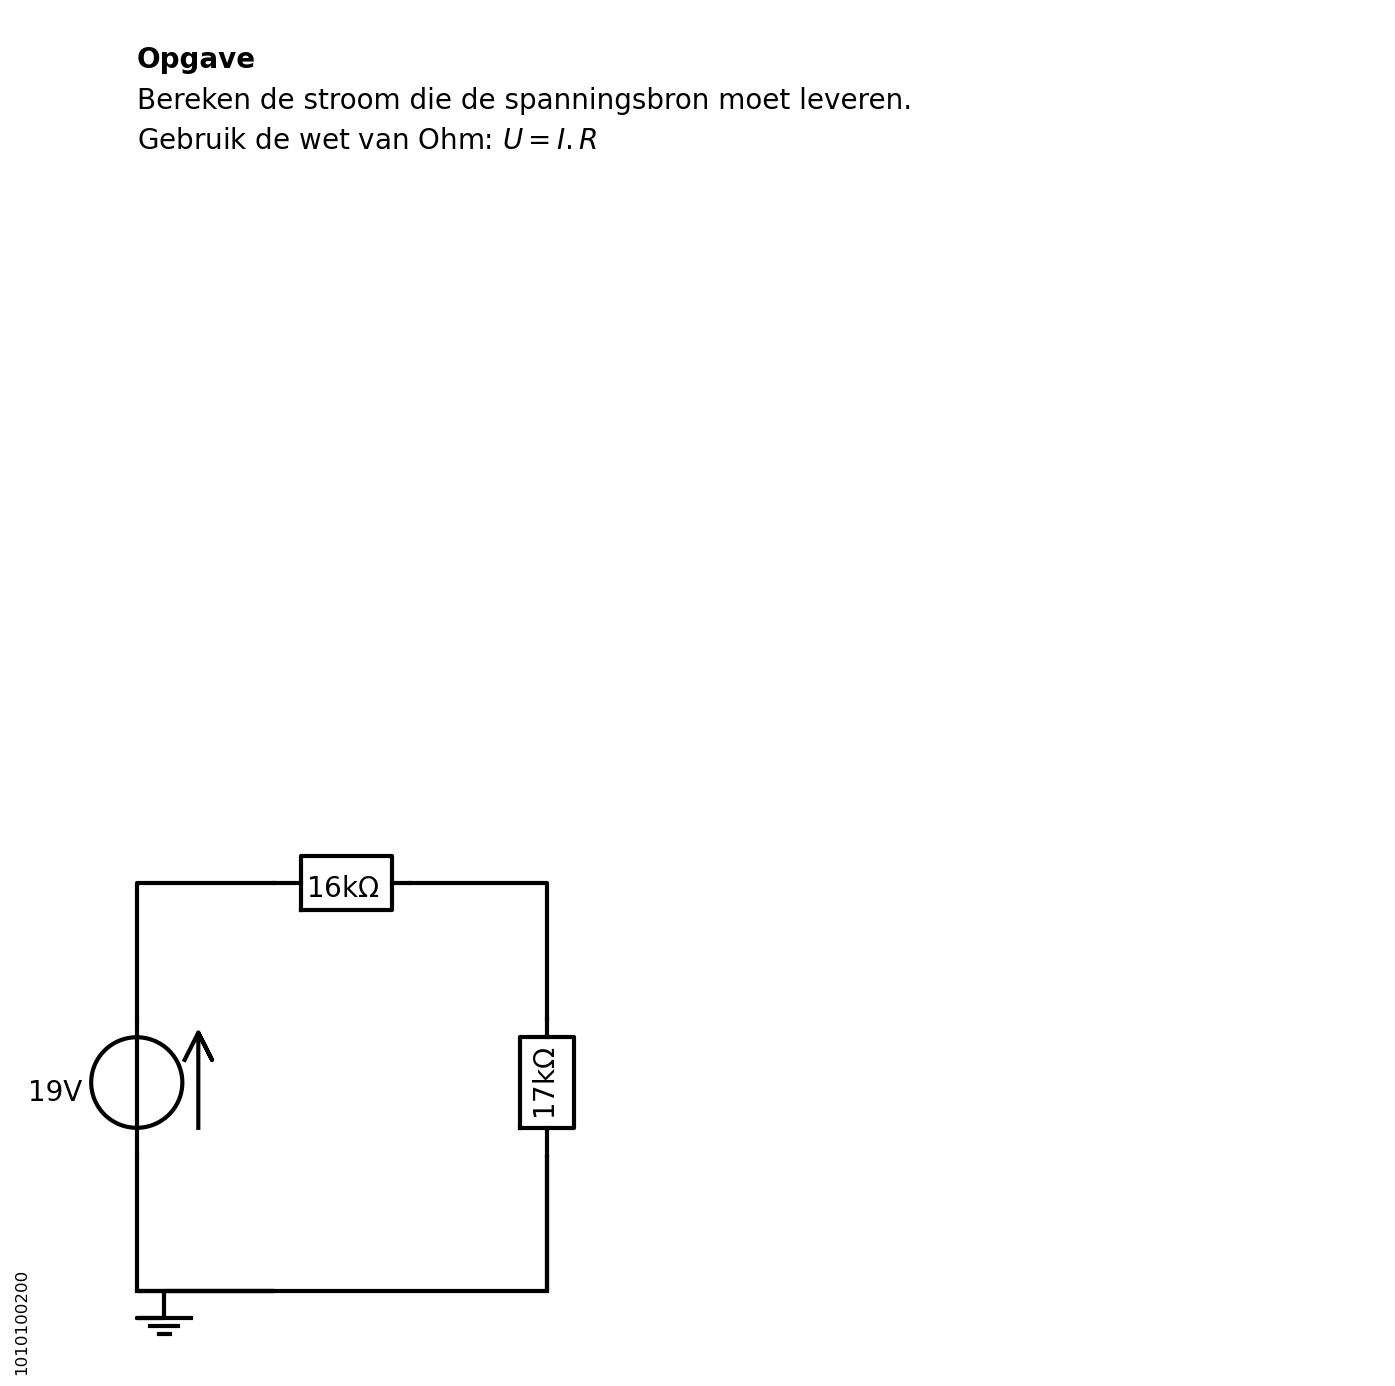 Opgave
Bereken de stroom die de spanningsbron moet leveren.
Gebruik de wet van Ohm: U = I.R
16kΩ
19V
17kΩ
1010100200